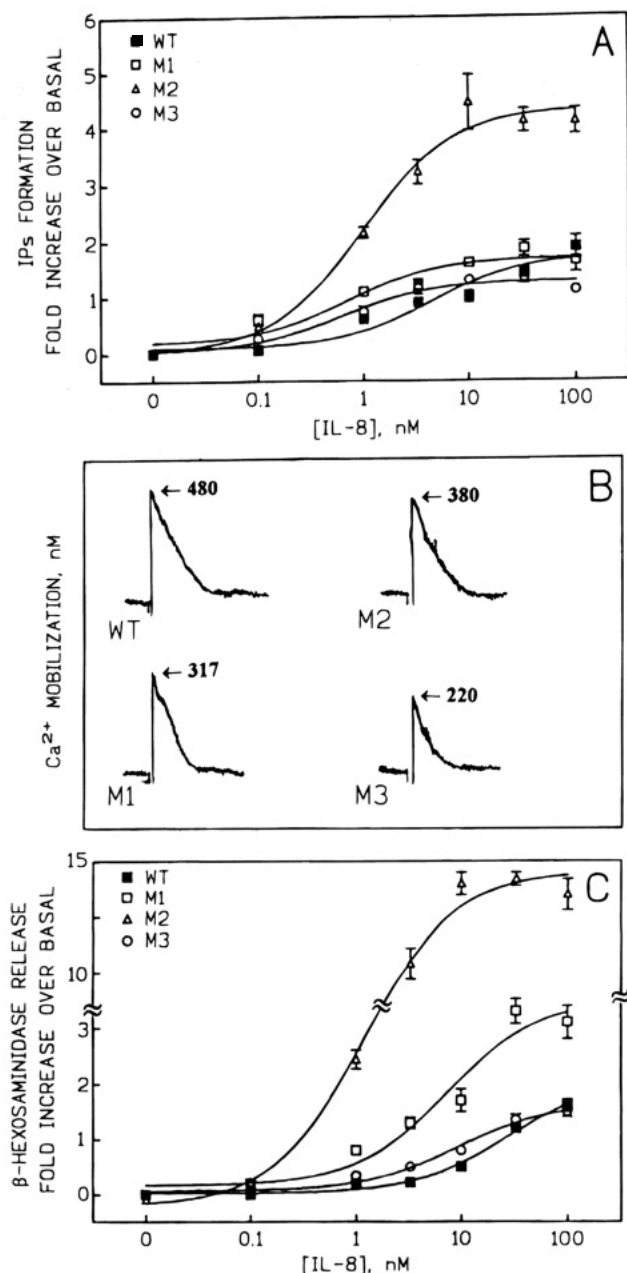 A
IPs FORMATION
FOLD INCREASE OVER BASAL
6
5
4
3
2
1
0
WT
M1
M2
M3
0 0.1 1 10 100
[IL-8], nM
B
Ca²⁺ MOBILIZATION, nM
← 480
WT
← 380
M2
← 317
M1
← 220
M3
C
β-HEXOSAMINIDASE RELEASE
FOLD INCREASE OVER BASAL
15
10
3
2
1
0
WT
M1
M2
M3
0 0.1 1 10 100
[IL-8], nM